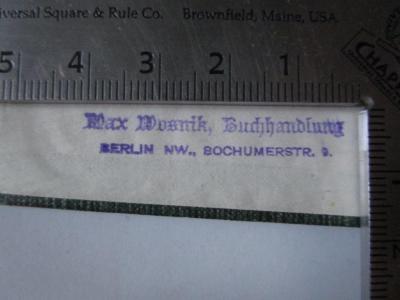 iversal Square & Rule Co. Brownfield, Maine, USA
5 4 3 2 1
CHAP
Max Wosnik, Buchhandlung
BERLIN NW., BOCHUMERSTR. 9.